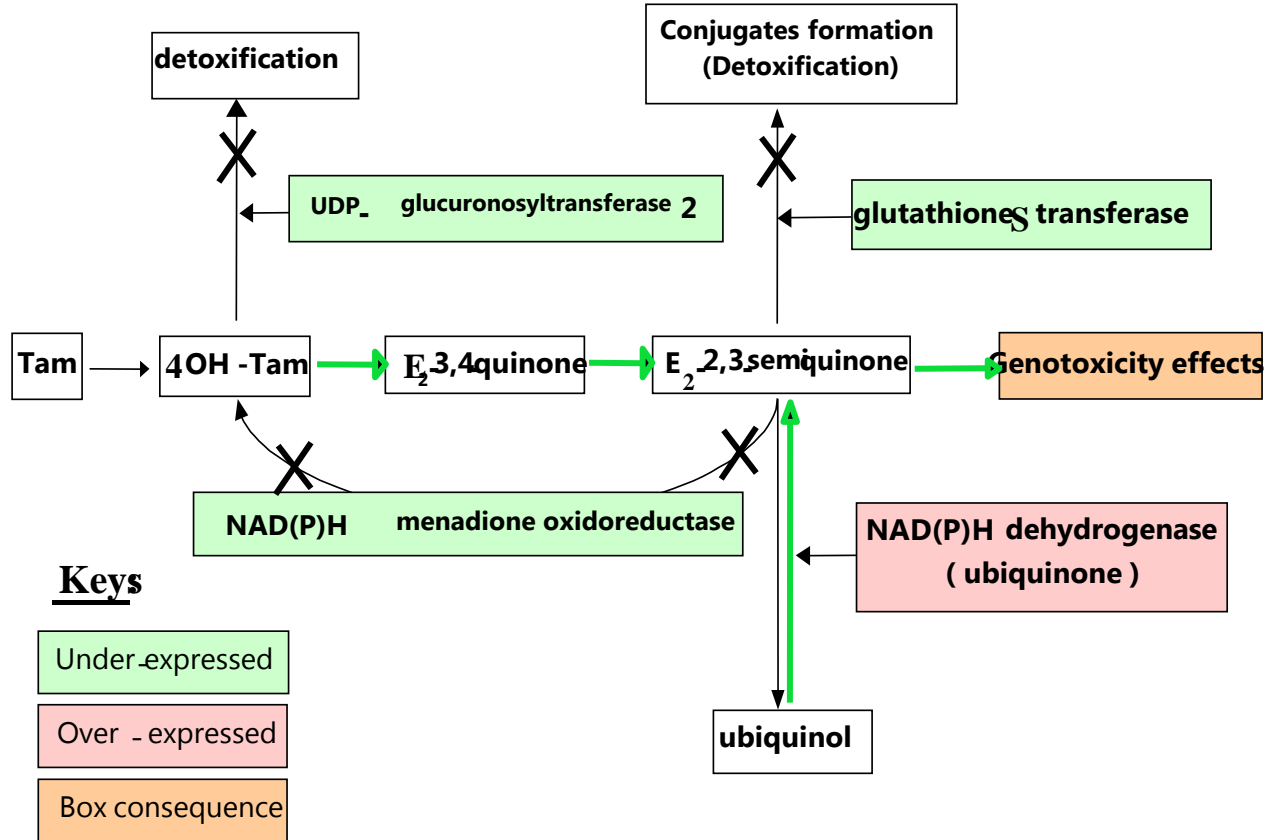 detoxification
Conjugates formation
(Detoxification)
UDP- glucuronosyltransferase 2
glutathione S transferase
Tam
4OH -Tam
E2-3,4-quinone
E2-2,3-semiquinone
Genotoxicity effects
NAD(P)H menadione oxidoreductase
NAD(P)H dehydrogenase
( ubiquinone )
ubiquinol
Keys
Under-expressed
Over - expressed
Box consequence